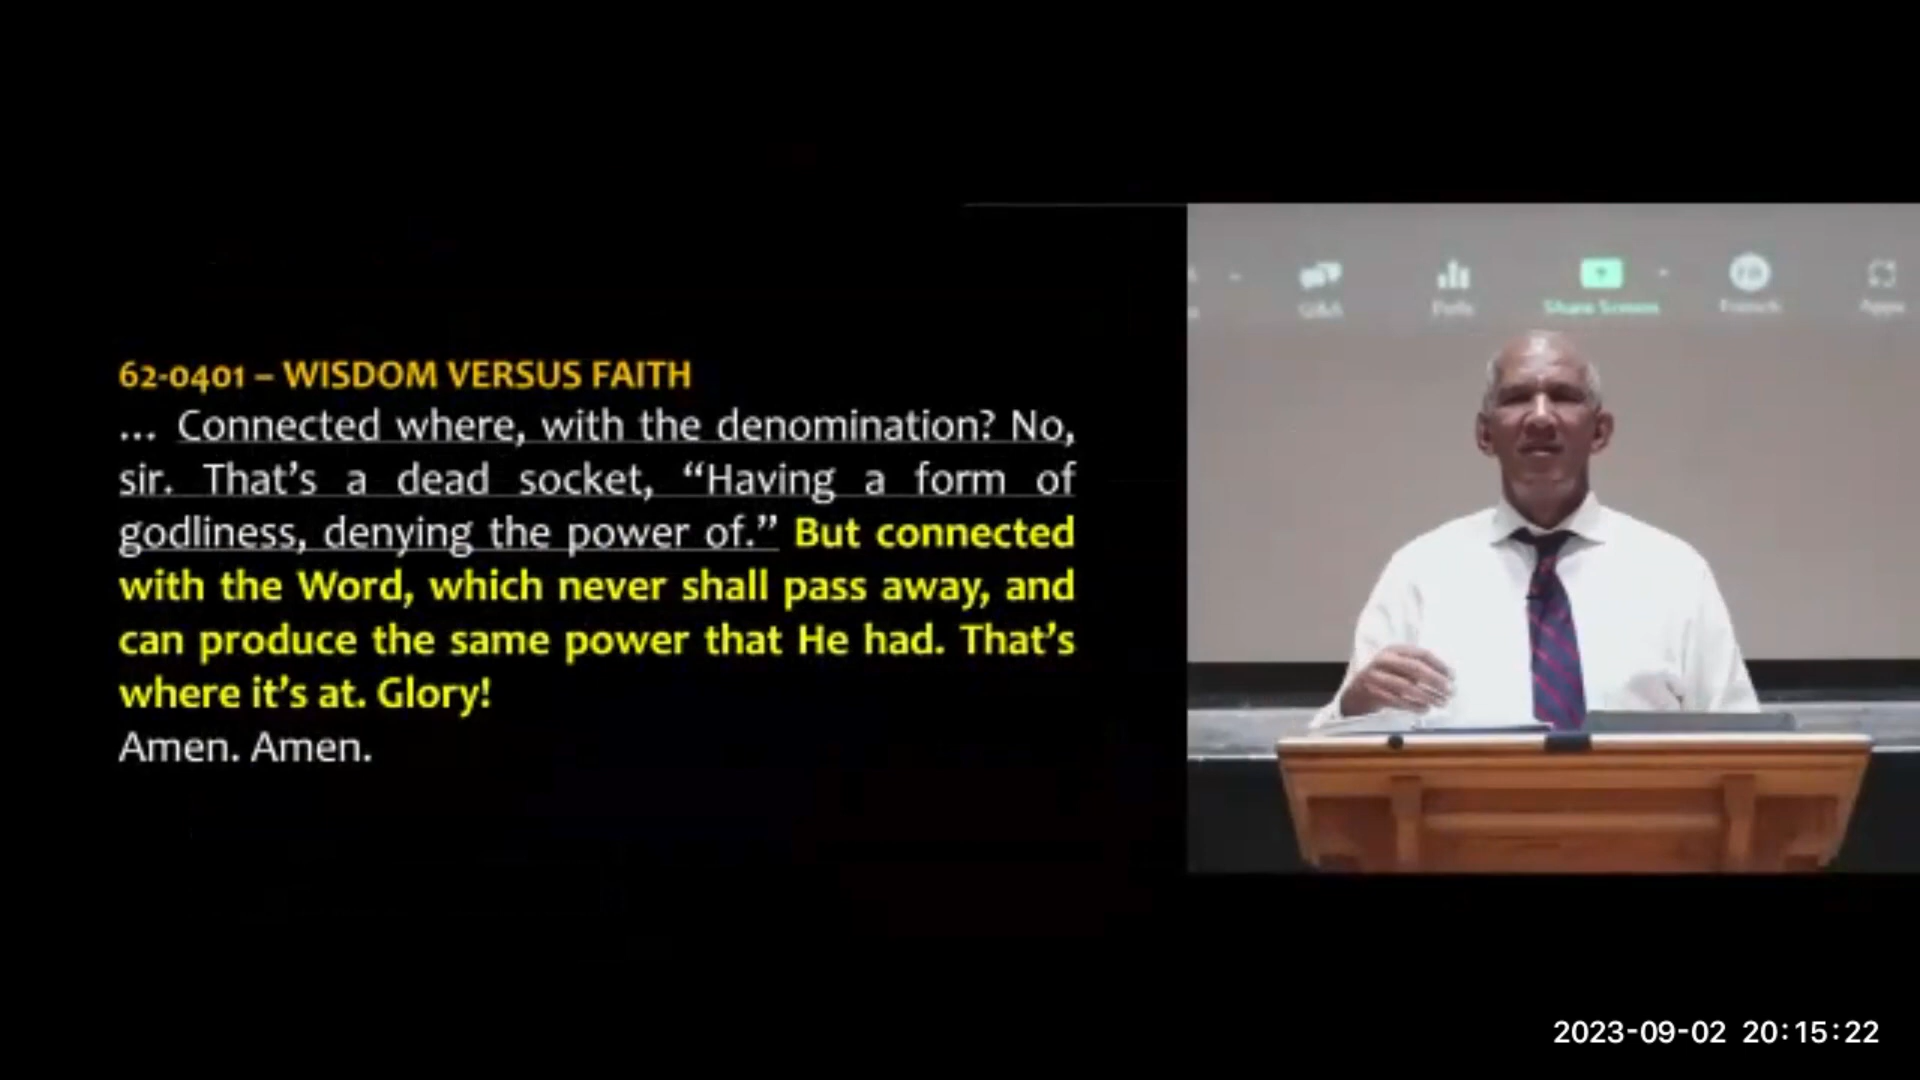 Q&A
Polls
Share Screen
French
Apps
62-0401 – WISDOM VERSUS FAITH
… Connected where, with the denomination? No,
sir. That’s a dead socket, “Having a form of
godliness, denying the power of.” But connected
with the Word, which never shall pass away, and
can produce the same power that He had. That’s
where it’s at. Glory!
Amen. Amen.
2023-09-02 20:15:22